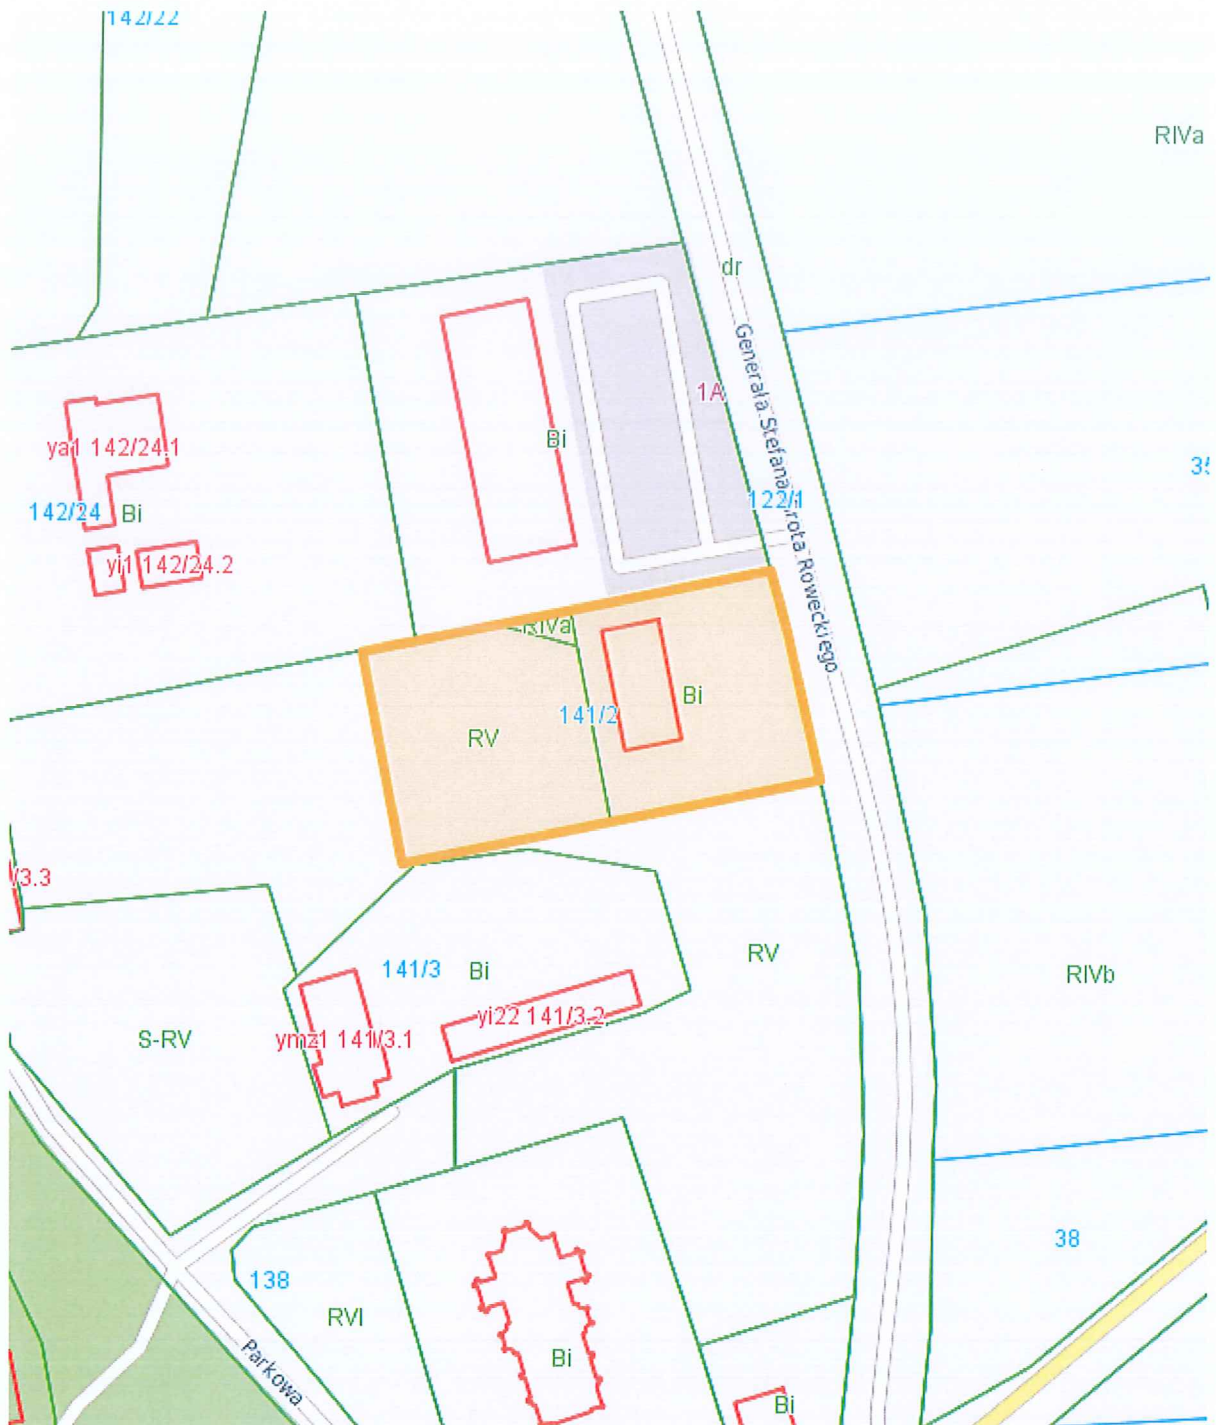 142/22
RIVa
dr
Generała Stefana Grota Roweckiego
1A
Bi
ya1 142/24.1
142/24
Bi
122/1
yi1 142/24.2
RIVa
141/2
Bi
RV
/3.3
141/3
Bi
RV
RIVb
S-RV
ymz1 141/3.1
yi22 141/3.2
138
38
RVI
Parkowa
Bi
Bi